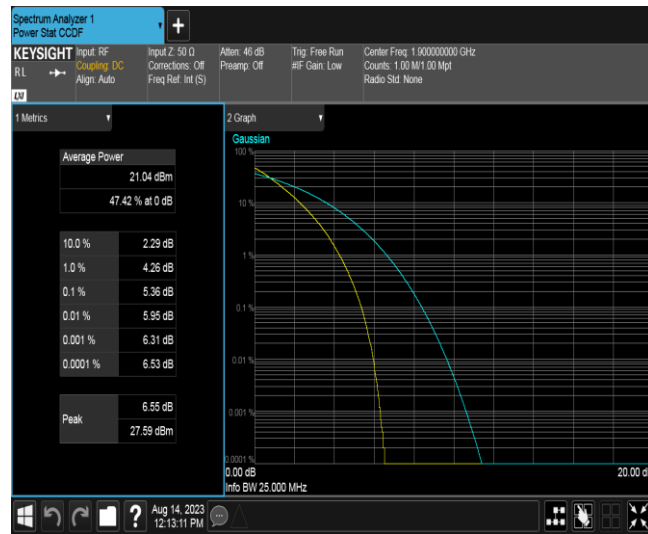 Spectrum Analyzer 1
Power Stat CCDF
+
KEYSIGHT
RL
LXI
Input: RF
Coupling: DC
Align: Auto
Input Z: 50 Ω
Corrections: Off
Freq Ref: Int (S)
Atten: 46 dB
Preamp: Off
Trig: Free Run
#IF Gain: Low
Center Freq: 1.900000000 GHz
Counts: 1.00 M/1.00 Mpt
Radio Std: None
1 Metrics
Average Power
21.04 dBm
47.42 % at 0 dB
10.0 % 2.29 dB
1.0 % 4.26 dB
0.1 % 5.36 dB
0.01 % 5.95 dB
0.001 % 6.31 dB
0.0001 % 6.53 dB
Peak
6.55 dB
27.59 dBm
2 Graph
Gaussian
100 %
10 %
1 %
0.1 %
0.01 %
0.001 %
0.0001 %
0.00 dB
20.00 d
Info BW 25.000 MHz
?
Aug 14, 2023
12:13:11 PM